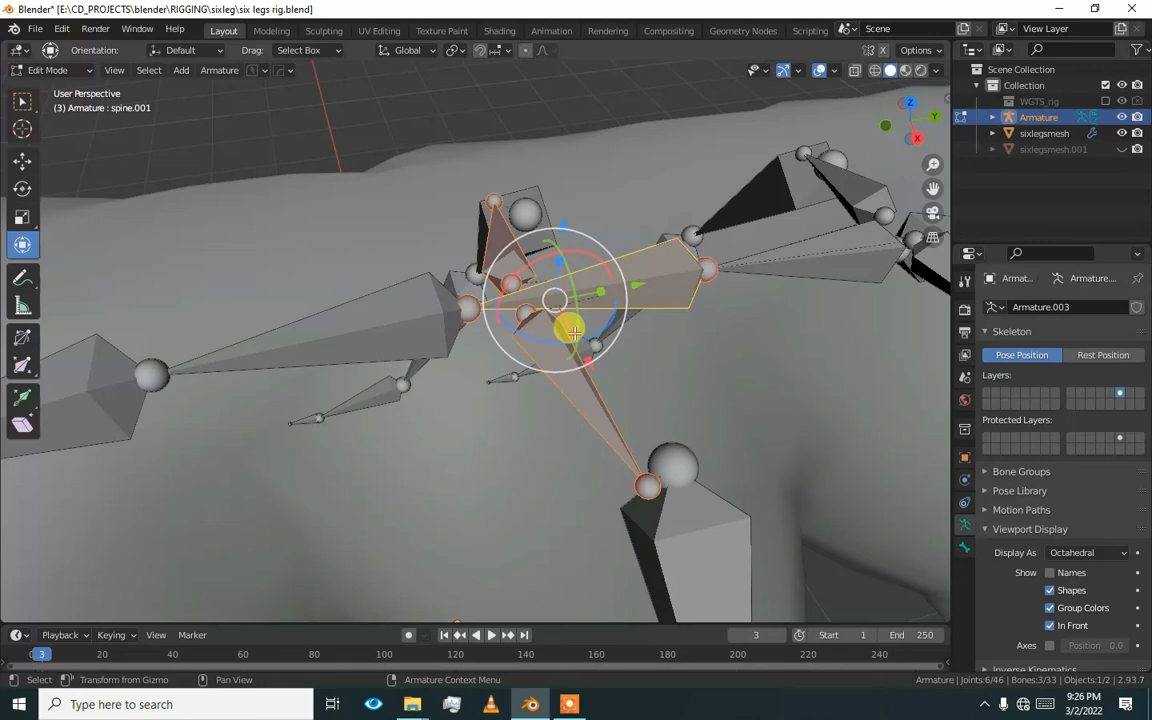 Blender* [E:\CD_PROJECTS\blender\RIGGING\sixleg\six legs rig.blend]
File Edit Render Window Help Layout Modeling Sculpting UV Editing Texture Paint Shading Animation Rendering Compositing Geometry Nodes Scripting Scene View Layer
Orientation: Default Drag: Select Box Global Options
Edit Mode View Select Add Armature
User Perspective
(3) Armature : spine.001
Z
Y
X
Scene Collection
Collection
WGTS_rig
Armature
sixlegsmesh
sixlegsmesh.001
Armat... Armature....
Armature.003
Skeleton
Pose Position Rest Position
Layers:
Protected Layers:
Bone Groups
Pose Library
Motion Paths
Viewport Display
Display As Octahedral
Show Names
Shapes
Group Colors
In Front
Axes Position 0.0
Inverse Kinematics
Playback Keying View Marker 3 Start 1 End 250
3 20 40 60 80 100 120 140 160 180 200 220 240
Select Transform from Gizmo Pan View Armature Context Menu Armature | Joints:6/46 | Bones:3/33 | Objects:1/2 | 2.93.7
Type here to search
9:26 PM
3/2/2022